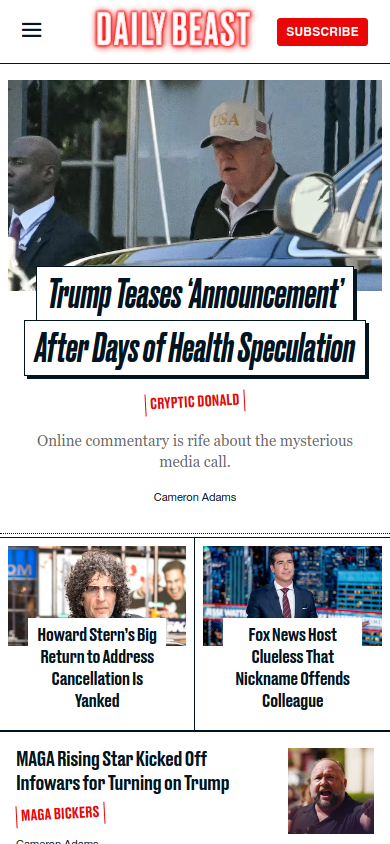 DAILY BEAST
SUBSCRIBE
USA
Trump Teases ‘Announcement’
After Days of Health Speculation
CRYPTIC DONALD
Online commentary is rife about the mysterious
media call.
Cameron Adams
Howard Stern’s Big
Return to Address
Cancellation Is
Yanked
Fox News Host
Clueless That
Nickname Offends
Colleague
MAGA Rising Star Kicked Off
Infowars for Turning on Trump
MAGA BICKERS
Cameron Adams